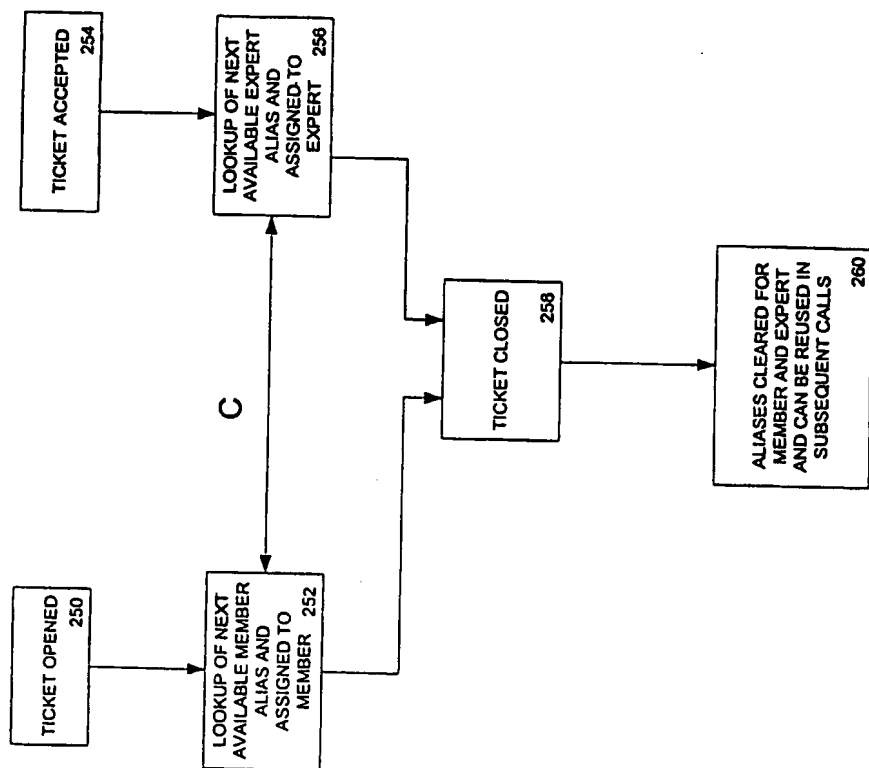 TICKET OPENED
250
TICKET ACCEPTED
254
LOOKUP OF NEXT
AVAILABLE MEMBER
ALIAS AND
ASSIGNED TO
MEMBER 252
C
LOOKUP OF NEXT
AVAILABLE EXPERT
ALIAS AND
ASSIGNED TO
EXPERT 256
TICKET CLOSED
258
ALIASES CLEARED FOR
MEMBER AND EXPERT
AND CAN BE REUSED IN
SUBSEQUENT CALLS
260